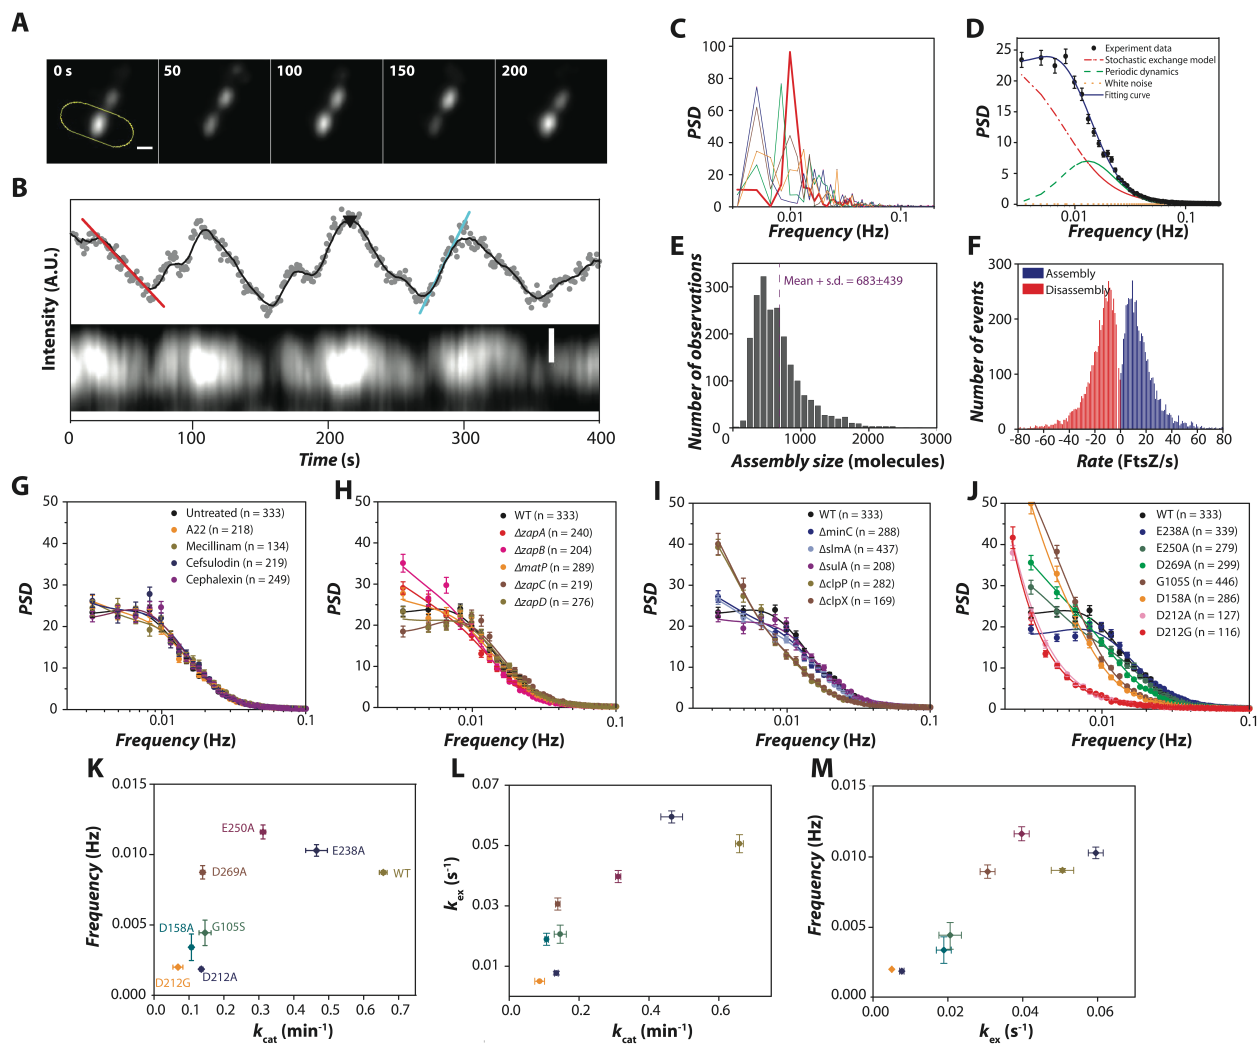 A
0 s
50
100
150
200
B
Intensity (A.U.)
0
100
200
300
400
Time (s)
C
PSD
100
80
60
40
20
0
0.01
0.1
Frequency (Hz)
D
PSD
25
20
15
10
5
0
Experiment data
Stochastic exchange model
Periodic dynamics
White noise
Fitting curve
0.01
0.1
Frequency (Hz)
E
Number of observations
300
200
100
0
Mean + s.d. = 683±439
0
1000
2000
3000
Assembly size (molecules)
F
Number of events
300
200
100
0
Assembly
Disassembly
-80 -60 -40 -20 0 20 40 60 80
Rate (FtsZ/s)
G
PSD
50
40
30
20
10
0
Untreated (n = 333)
A22 (n = 218)
Mecillinam (n = 134)
Cefsulodin (n = 219)
Cephalexin (n = 249)
0.01
0.1
Frequency (Hz)
H
PSD
50
40
30
20
10
0
WT (n = 333)
ΔzapA (n = 240)
ΔzapB (n = 204)
ΔmatP (n = 289)
ΔzapC (n = 219)
ΔzapD (n = 276)
0.01
0.1
Frequency (Hz)
I
PSD
50
40
30
20
10
0
WT (n = 333)
ΔminC (n = 288)
ΔslmA (n = 437)
ΔsulA (n = 208)
ΔclpP (n = 282)
ΔclpX (n = 169)
0.01
0.1
Frequency (Hz)
J
PSD
50
40
30
20
10
0
WT (n = 333)
E238A (n = 339)
E250A (n = 279)
D269A (n = 299)
G105S (n = 446)
D158A (n = 286)
D212A (n = 127)
D212G (n = 116)
0.01
0.1
Frequency (Hz)
K
Frequency (Hz)
0.015
0.010
0.005
0.000
E250A
E238A
D269A
WT
D158A
G105S
D212G
D212A
0.0 0.1 0.2 0.3 0.4 0.5 0.6 0.7
kcat (min-1)
L
kex (s-1)
0.07
0.05
0.03
0.01
0.0
0.2
0.4
0.6
kcat (min-1)
M
Frequency (Hz)
0.015
0.010
0.005
0.000
0.00
0.02
0.04
0.06
kex (s-1)